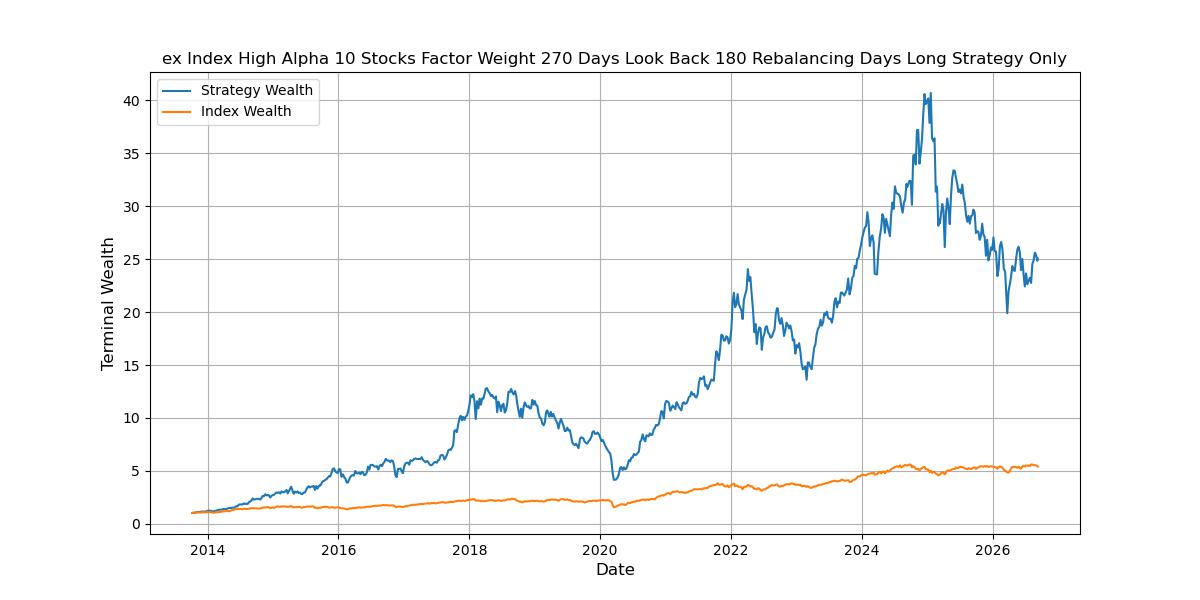 ex Index High Alpha 10 Stocks Factor Weight 270 Days Look Back 180 Rebalancing Days Long Strategy Only
Strategy Wealth
Index Wealth
Terminal Wealth
40
35
30
25
20
15
10
5
0
2014 2016 2018 2020 2022 2024 2026
Date